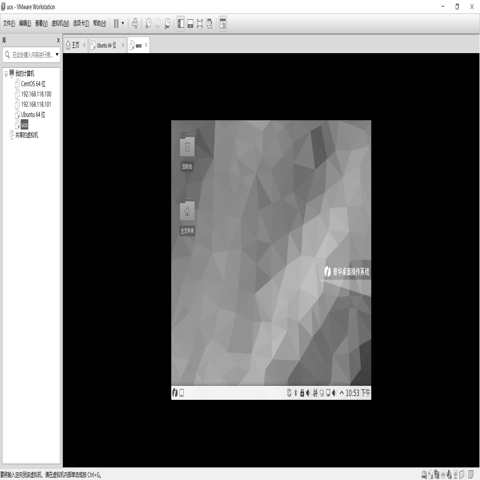 uos - VMware Workstation
文件(F) 编辑(E) 查看(V) 虚拟机(M) 选项卡(T) 帮助(H)
库
主页 Ubuntu 64 位 uos
在此处键入内容进行搜...
我的计算机
CentOS 64 位
192.168.118.100
192.168.118.101
Ubuntu 64 位
uos
共享的虚拟机
回收站
主文件夹
普华桌面操作系统
10:53 下午
要将输入定向到该虚拟机，请在虚拟机内部单击或按 Ctrl+G。